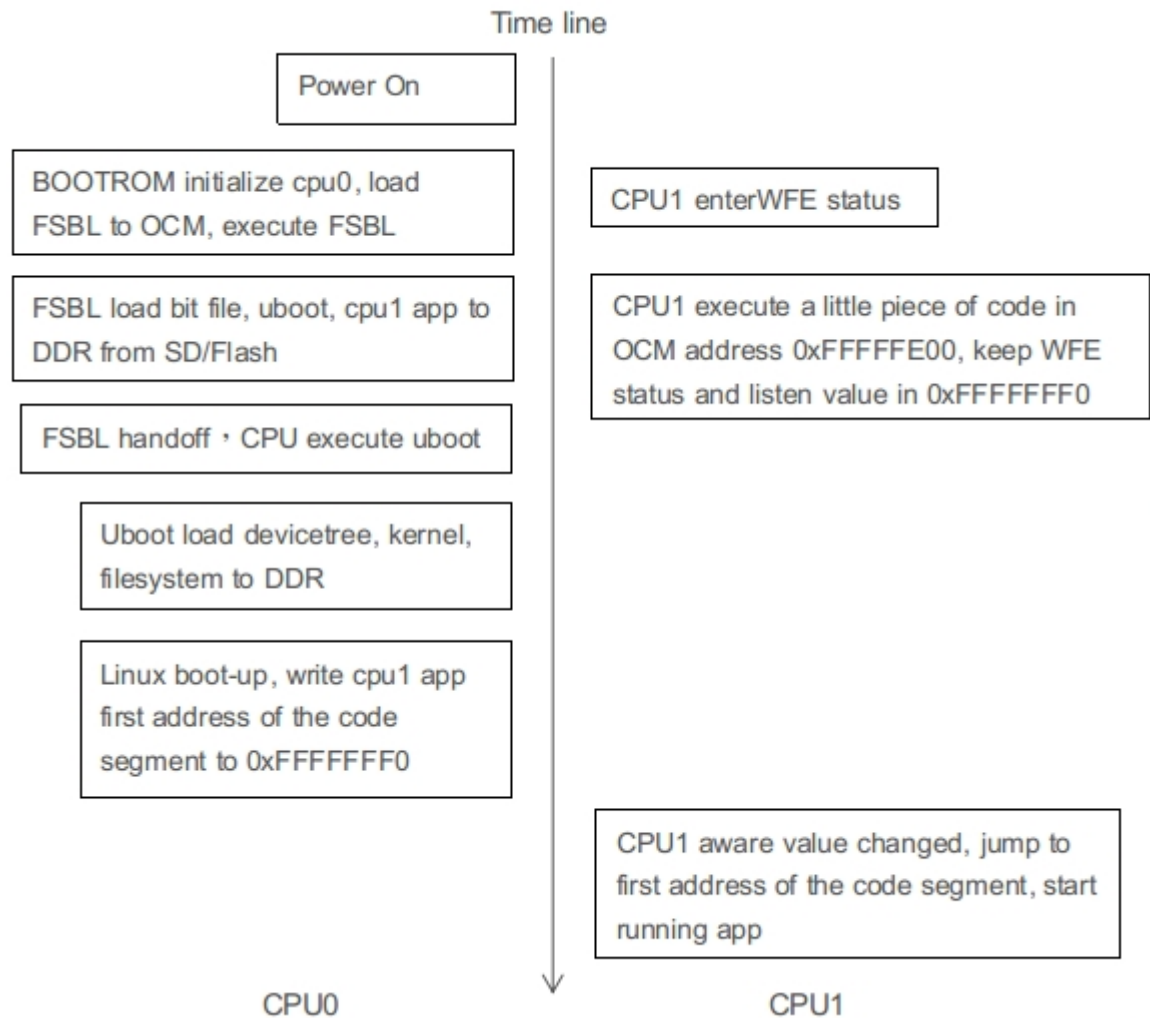 Time line
Power On
BOOTROM initialize cpu0, load
FSBL to OCM, execute FSBL
CPU1 enterWFE status
FSBL load bit file, uboot, cpu1 app to
DDR from SD/Flash
CPU1 execute a little piece of code in
OCM address 0xFFFFFE00, keep WFE
status and listen value in 0xFFFFFFF0
FSBL handoff，CPU execute uboot
Uboot load devicetree, kernel,
filesystem to DDR
Linux boot-up, write cpu1 app
first address of the code
segment to 0xFFFFFFF0
CPU1 aware value changed, jump to
first address of the code segment, start
running app
CPU0
CPU1